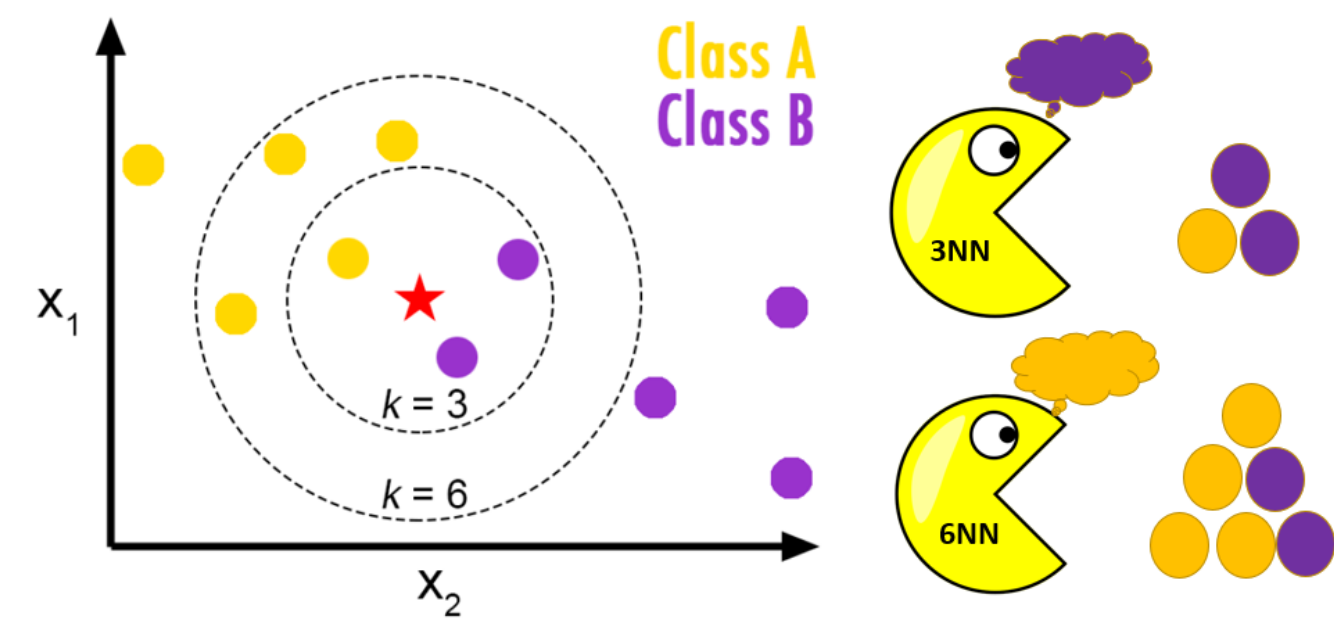 Class A
Class B
X1
k = 3
k = 6
X2
3NN
6NN